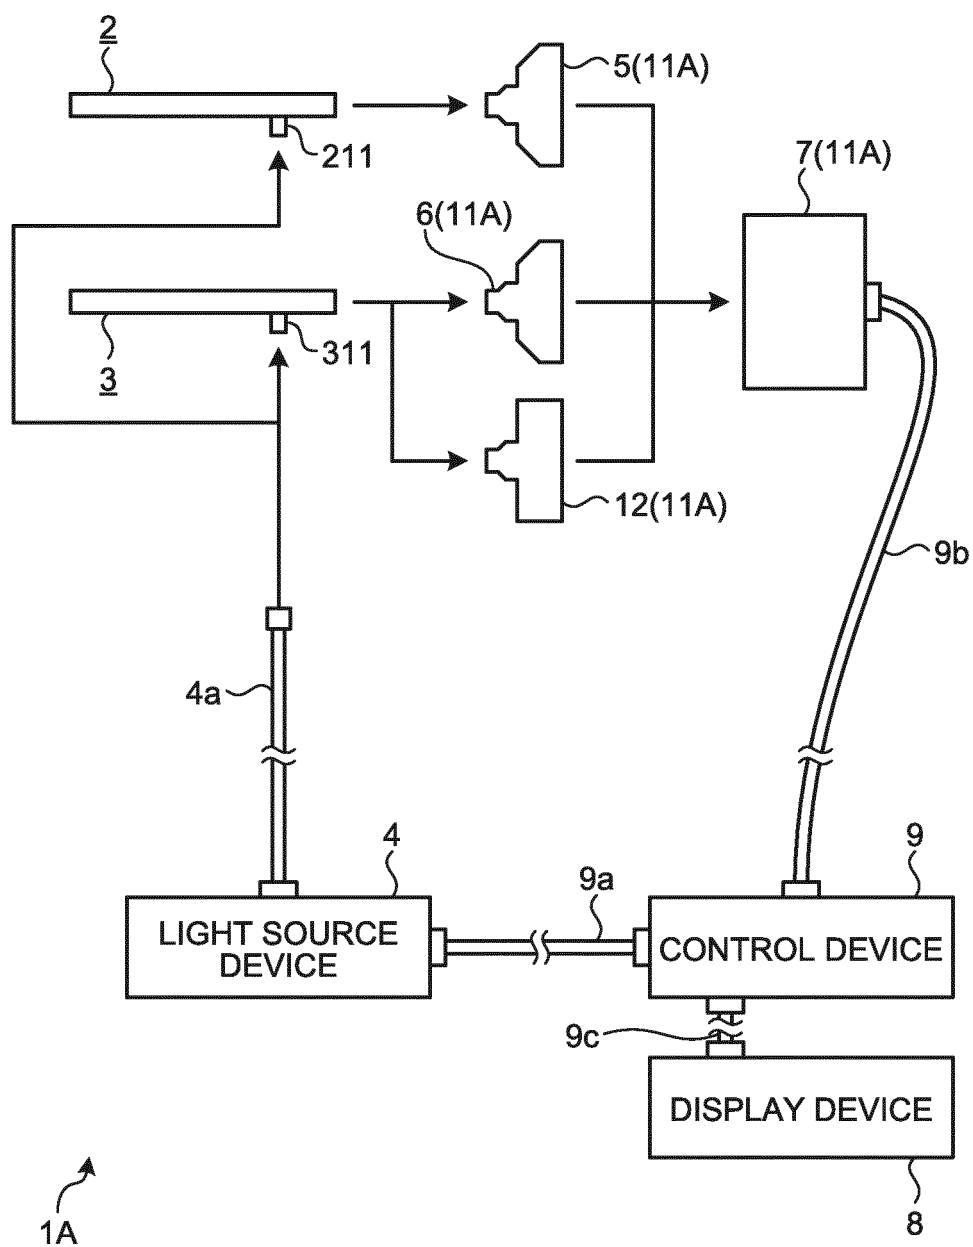 2
5(11A)
211
7(11A)
6(11A)
311
3
12(11A)
9b
4a
4
9
9a
LIGHT SOURCE
DEVICE
CONTROL DEVICE
9c
DISPLAY DEVICE
8
1A